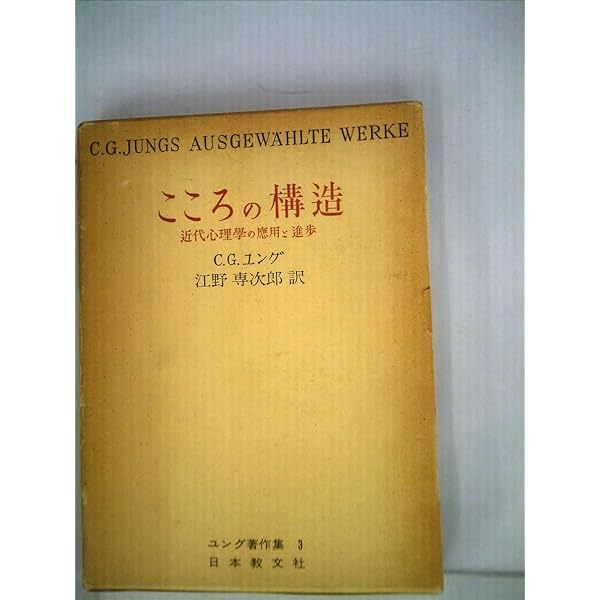 C.G.JUNGS AUSGEWÄHLTE WERKE
こころの構造
近代心理學の應用と進歩
C.G.ユング
江野 専次郎 訳
ユング著作集 3
日本教文社